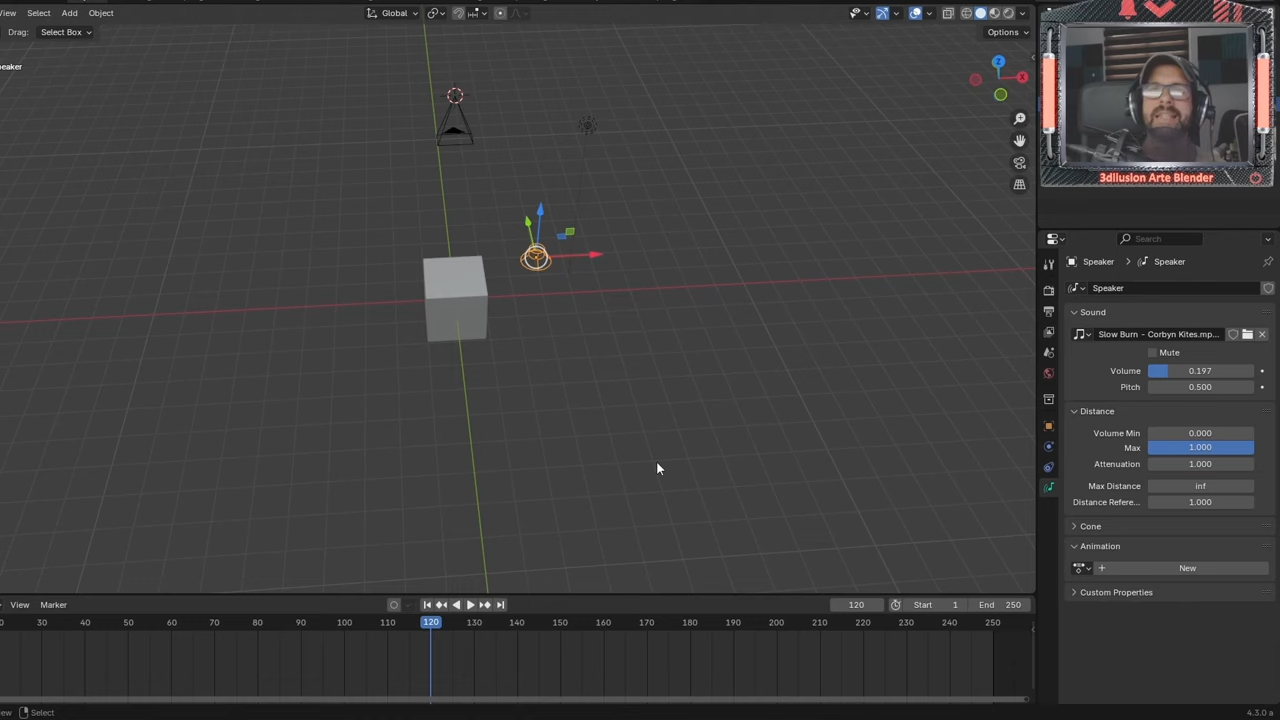 View Select Add Object Global
Drag: Select Box Options
eaker
Z
X
3dIlusion Arte Blender
Search
Speaker > Speaker
Speaker
Sound
Slow Burn - Corbyn Kites.mp...
Mute
Volume 0.197
Pitch 0.500
Distance
Volume Min 0.000
Max 1.000
Attenuation 1.000
Max Distance inf
Distance Refere... 1.000
Cone
Animation
+ New
Custom Properties
View Marker 120 Start 1 End 250
20 30 40 50 60 70 80 90 100 110 120 130 140 150 160 170 180 190 200 210 220 230 240 250
ew Select 4.3.0 a